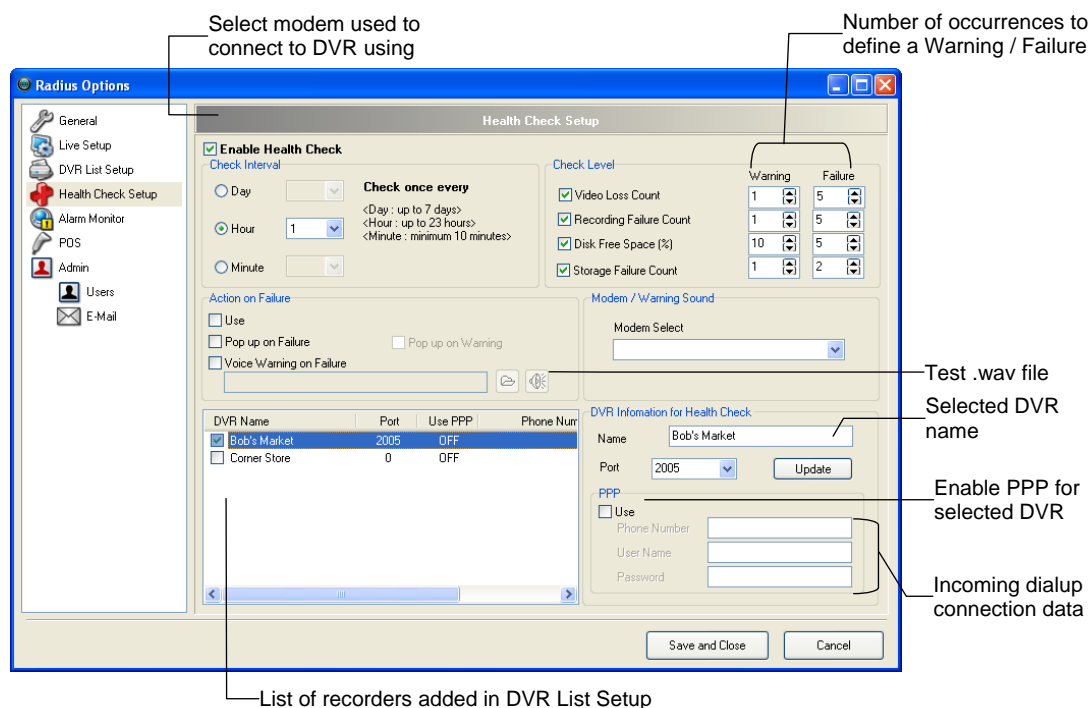 Select modem used to
connect to DVR using
Number of occurrences to
define a Warning / Failure
Radius Options
General
Live Setup
DVR List Setup
Health Check Setup
Alarm Monitor
POS
Admin
Users
E-Mail
Health Check Setup
Enable Health Check
Check Interval
Day
Hour
1
Minute
Check once every
<Day : up to 7 days>
<Hour : up to 23 hours>
<Minute : minimum 10 minutes>
Check Level
Warning Failure
Video Loss Count 1 5
Recording Failure Count 1 5
Disk Free Space (%) 10 5
Storage Failure Count 1 2
Action on Failure
Use
Pop up on Failure Pop up on Warning
Voice Warning on Failure
Modem / Warning Sound
Modem Select
Test .wav file
DVR Name Port Use PPP Phone Num
Bob's Market 2005 OFF
Corner Store 0 OFF
DVR Infomation for Health Check
Name Bob's Market
Port 2005 Update
PPP
Use
Phone Number
User Name
Password
Selected DVR
name
Enable PPP for
selected DVR
Incoming dialup
connection data
Save and Close Cancel
List of recorders added in DVR List Setup